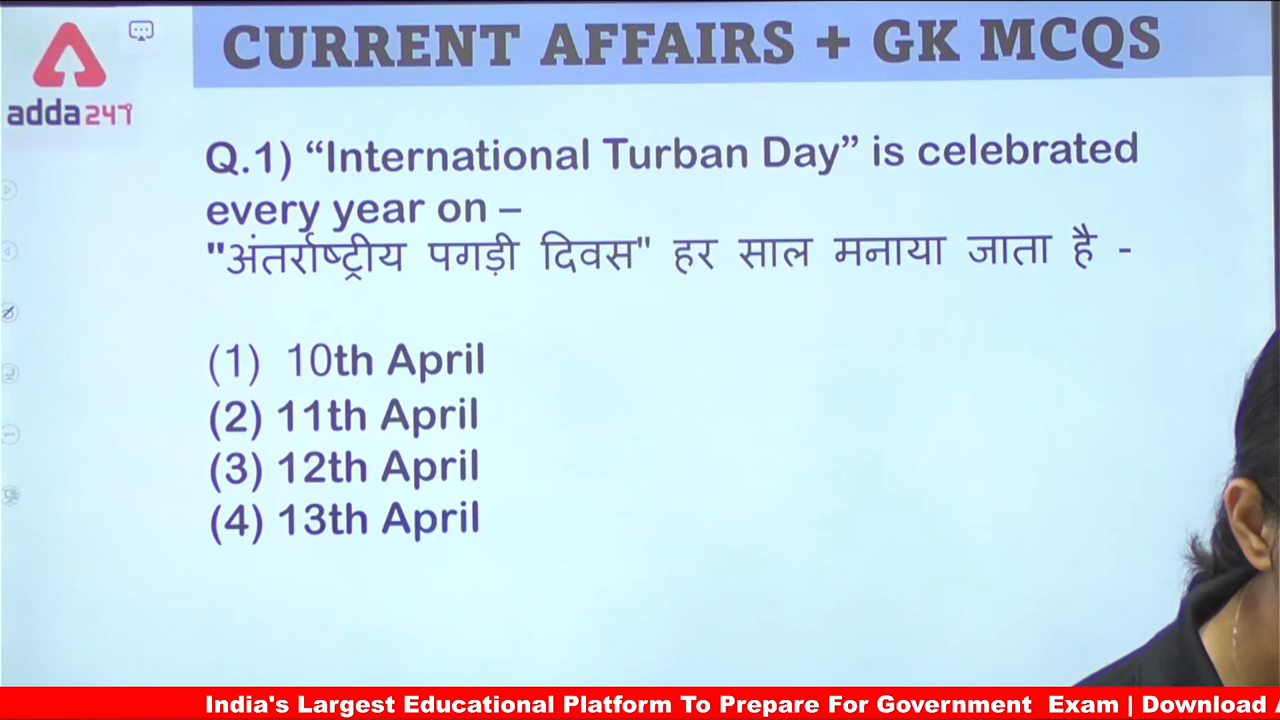 CURRENT AFFAIRS + GK MCQS
adda247
Q.1) “International Turban Day” is celebrated
every year on –
"अंतर्राष्ट्रीय पगड़ी दिवस" हर साल मनाया जाता है -
(1) 10th April
(2) 11th April
(3) 12th April
(4) 13th April
India's Largest Educational Platform To Prepare For Government Exam | Download